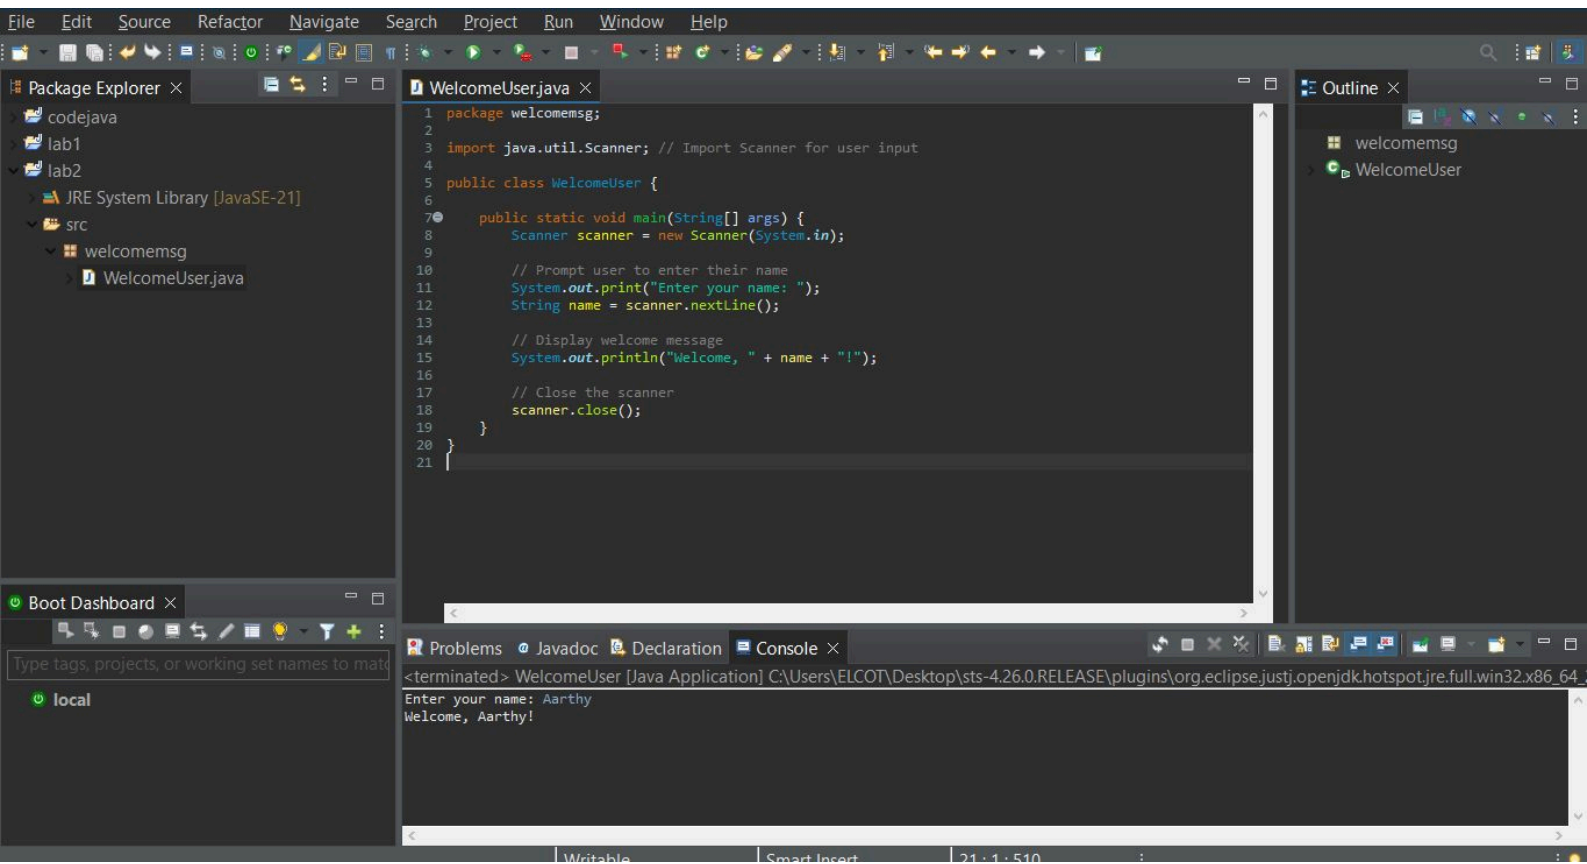 File Edit Source Refactor Navigate Search Project Run Window Help
Package Explorer
codejava
lab1
lab2
JRE System Library [JavaSE-21]
src
welcomemsg
WelcomeUser.java
WelcomeUser.java
1 package welcomemsg;
2
3 import java.util.Scanner; // Import Scanner for user input
4
5 public class WelcomeUser {
6
7 public static void main(String[] args) {
8 Scanner scanner = new Scanner(System.in);
9
10 // Prompt user to enter their name
11 System.out.print("Enter your name: ");
12 String name = scanner.nextLine();
13
14 // Display welcome message
15 System.out.println("Welcome, " + name + "!");
16
17 // Close the scanner
18 scanner.close();
19 }
20 }
21
Outline
welcomemsg
WelcomeUser
Boot Dashboard
Type tags, projects, or working set names to matc
local
Problems @ Javadoc Declaration Console
<terminated> WelcomeUser [Java Application] C:\Users\ELCOT\Desktop\sts-4.26.0.RELEASE\plugins\org.eclipse.justj.openjdk.hotspot.jre.full.win32.x86_64_
Enter your name: Aarthy
Welcome, Aarthy!
Writable Smart Insert 21 : 1 : 510